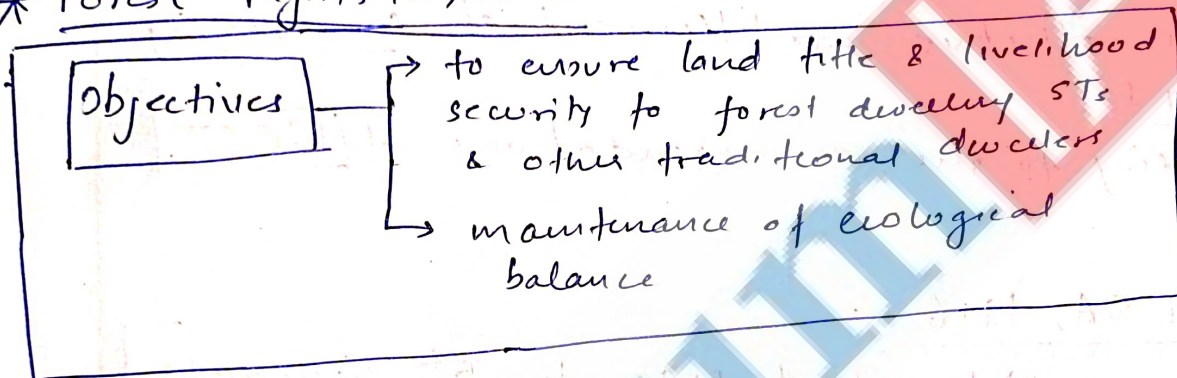 Objectives
→ to ensure land title & livelihood
security to forest dwelling STs
& other traditional dwellers
→ maintenance of ecological
balance